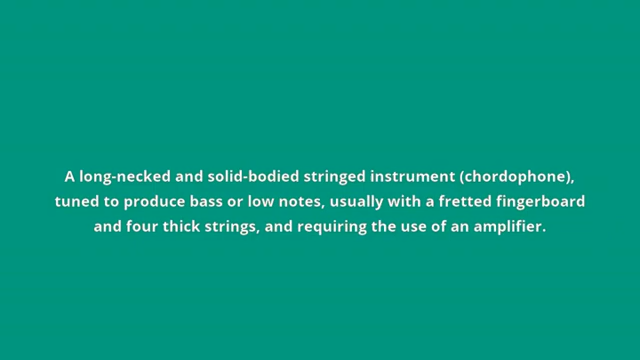 A long-necked and solid-bodied stringed instrument (chordophone),
tuned to produce bass or low notes, usually with a fretted fingerboard
and four thick strings, and requiring the use of an amplifier.